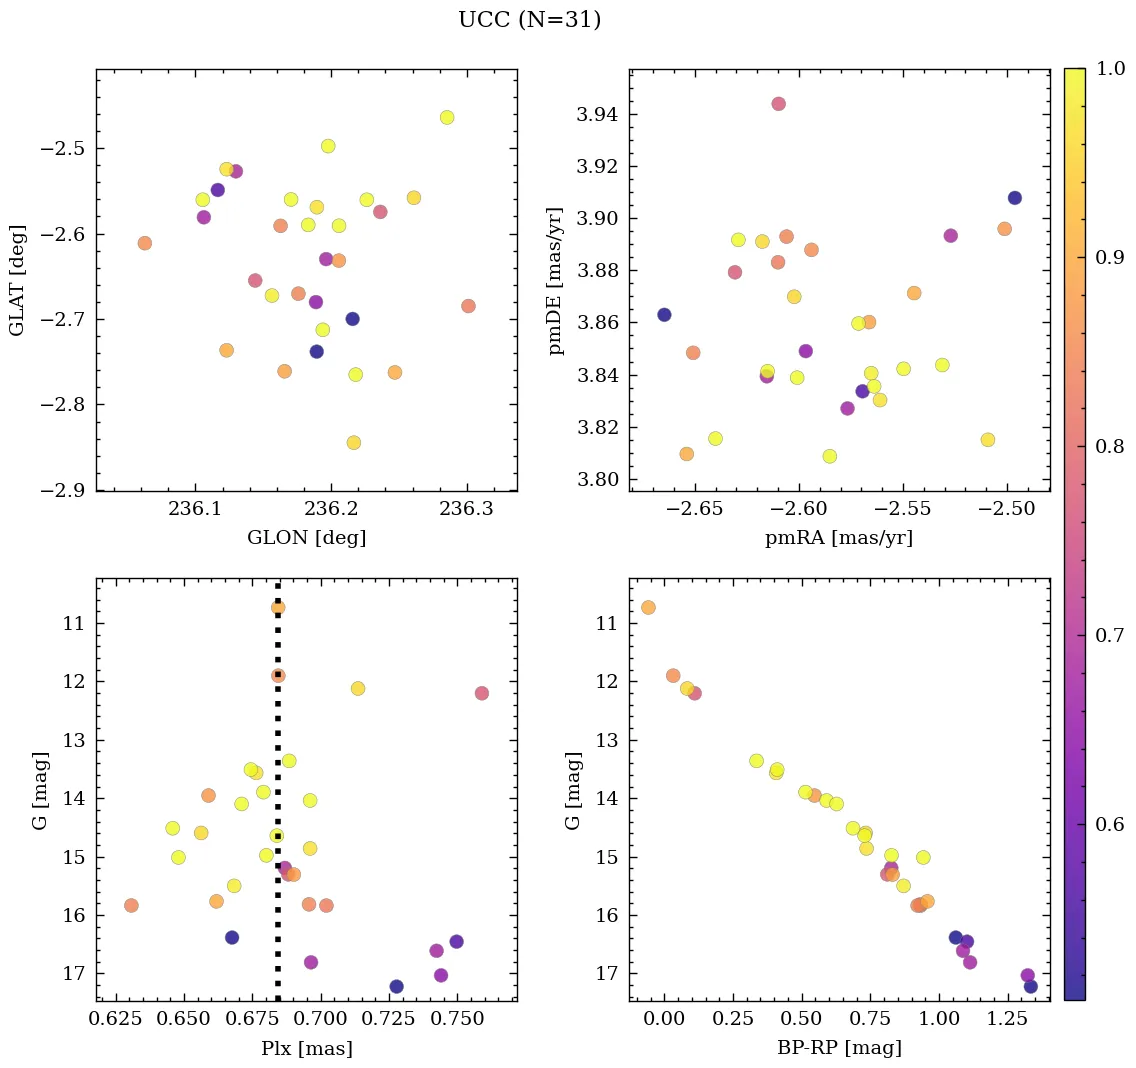 UCC (N=31)
−2.5
−2.6
−2.7
−2.8
−2.9
GLAT [deg]
236.1 236.2 236.3
GLON [deg]
3.94
3.92
3.90
3.88
3.86
3.84
3.82
3.80
pmDE [mas/yr]
−2.65 −2.60 −2.55 −2.50
pmRA [mas/yr]
1.0
0.9
0.8
0.7
0.6
11
12
13
14
15
16
17
G [mag]
0.625 0.650 0.675 0.700 0.725 0.750
Plx [mas]
11
12
13
14
15
16
17
G [mag]
0.00 0.25 0.50 0.75 1.00 1.25
BP-RP [mag]